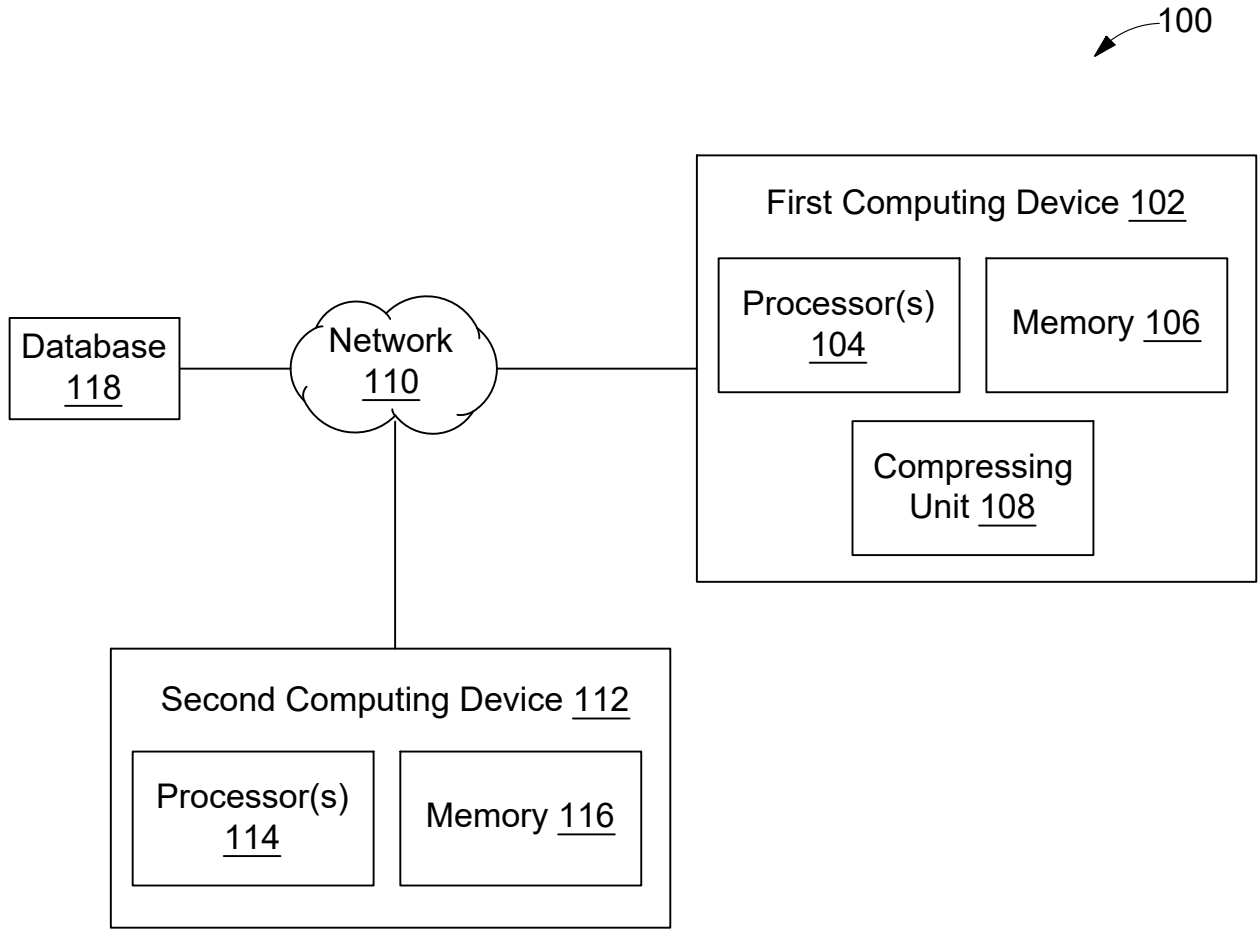 100
First Computing Device 102
Processor(s)
104
Memory 106
Compressing
Unit 108
Network
110
Database
118
Second Computing Device 112
Processor(s)
114
Memory 116